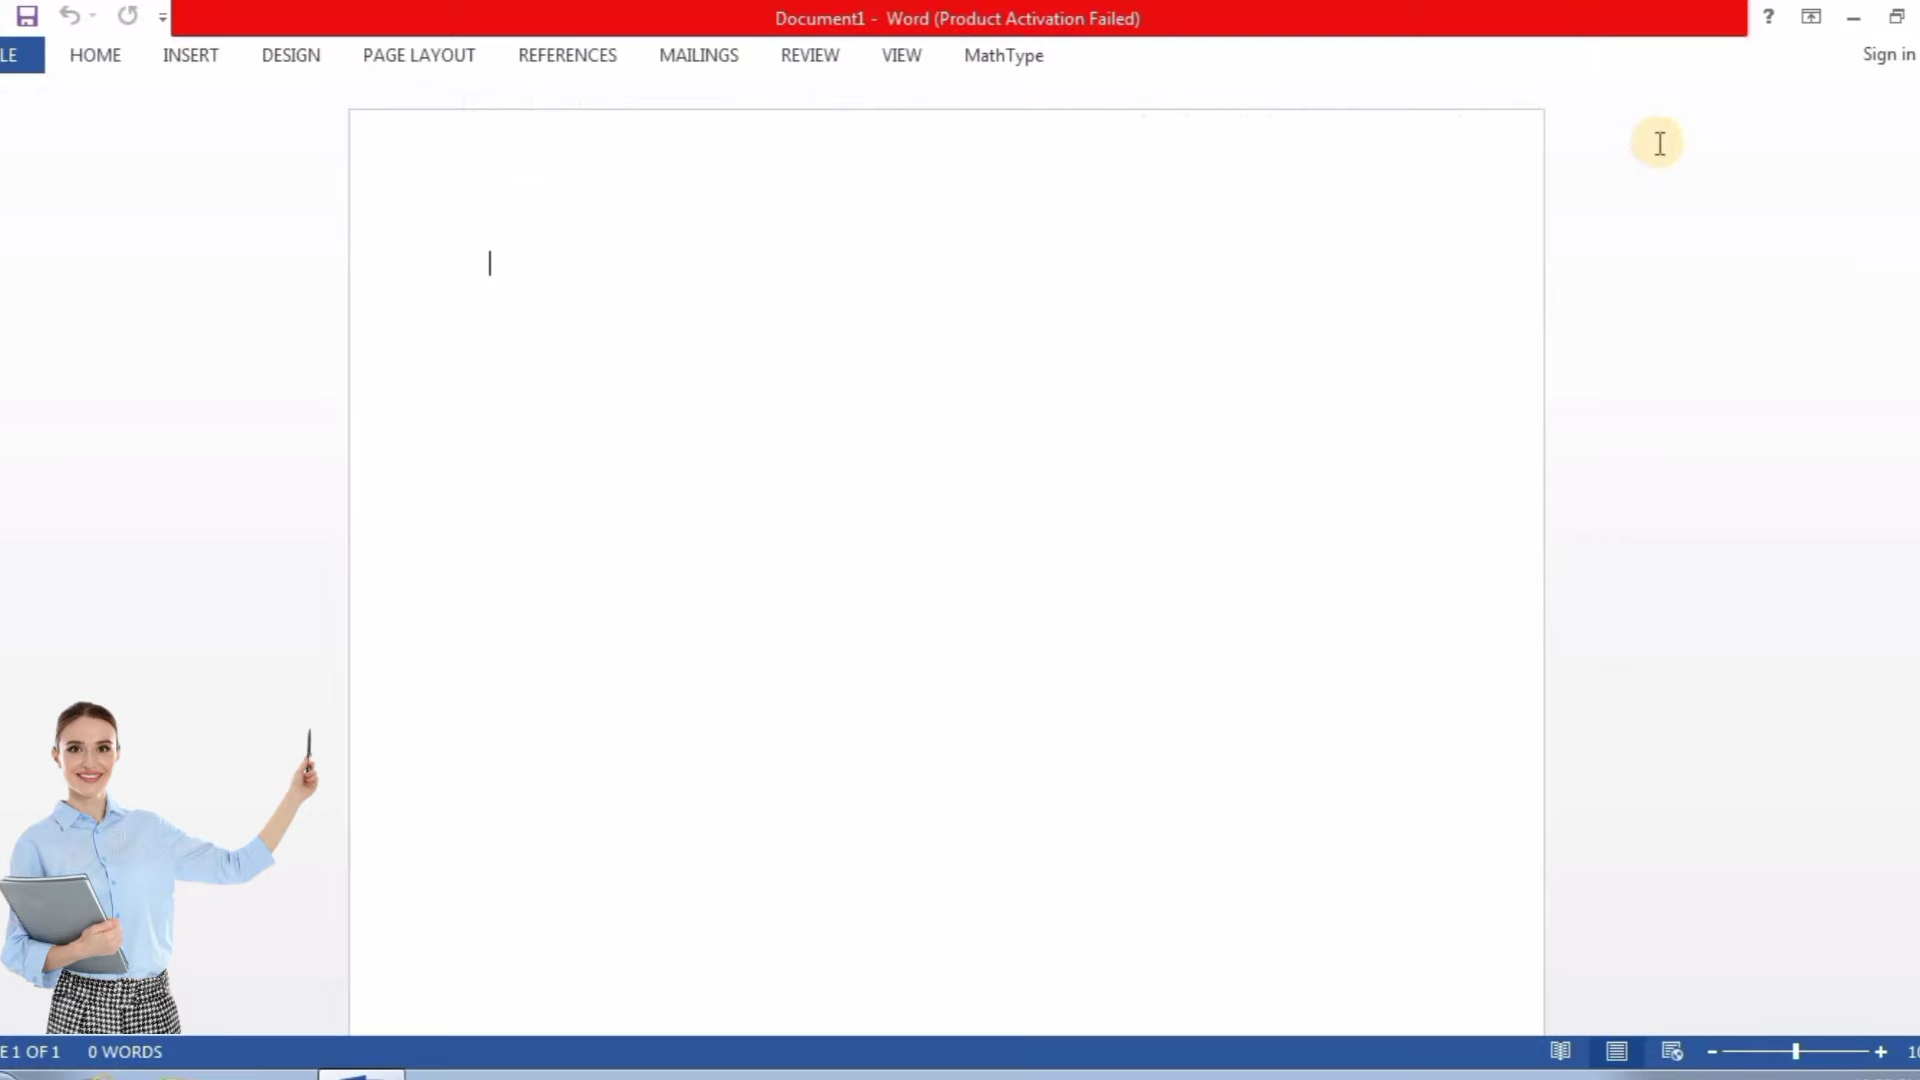 Document1 - Word (Product Activation Failed)
?
LE HOME INSERT DESIGN PAGE LAYOUT REFERENCES MAILINGS REVIEW VIEW MathType Sign in
E 1 OF 1 0 WORDS - + 10